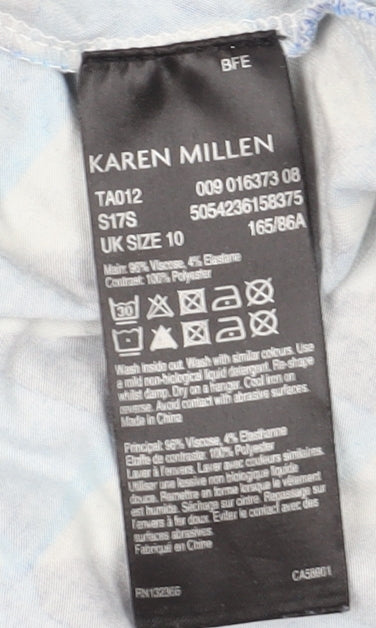 BFE
KAREN MILLEN
TA012 009 016373 08
S17S 5054236158375
UK SIZE 10 165/86A
Main: 96% Viscose, 4% Elastane
Contrast: 100% Polyester
30
Wash inside out. Wash with similar colours. Use
a mild non-biological liquid detergent. Re-shape
whilst damp. Dry on a hanger. Cool iron on
reverse. Avoid contact with abrasive surfaces.
Made in China
Principal: 96% Viscose, 4% Elasthanne
Etoffe de contraste: 100% Polyester
Laver à l'envers. Laver avec couleurs similaires.
Utiliser une lessive non biologique liquide
douce. Remettre en forme lorsque le vêtement
est humide. Séchage sur cintre. Repassage sur
l'envers à fer doux. Eviter le contact avec des
surfaces abrasives.
Fabriqué en Chine
RN132366 CA58901